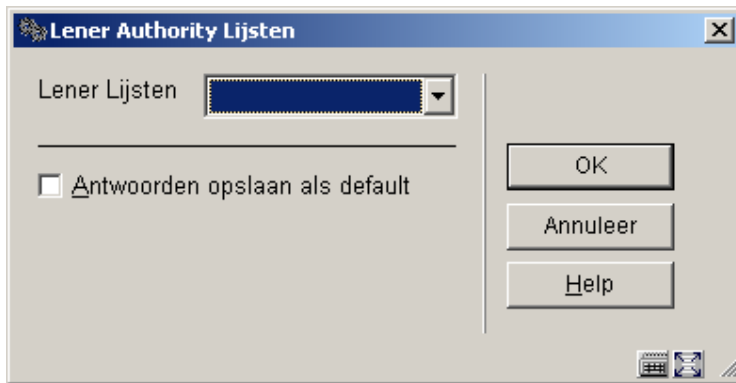 Lener Authority Lijsten
Lener Lijsten
Antwoorden opslaan als default
OK
Annuleer
Help